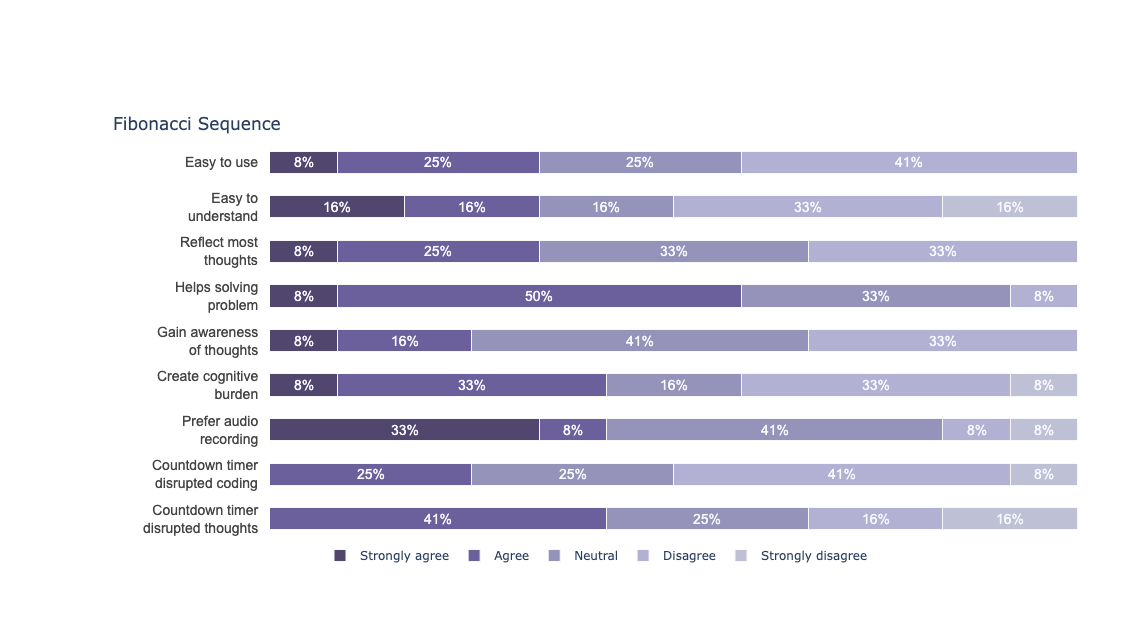 Fibonacci Sequence
Easy to use
8% 25% 25% 41%
Easy to
understand
16% 16% 16% 33% 16%
Reflect most
thoughts
8% 25% 33% 33%
Helps solving
problem
8% 50% 33% 8%
Gain awareness
of thoughts
8% 16% 41% 33%
Create cognitive
burden
8% 33% 16% 33% 8%
Prefer audio
recording
33% 8% 41% 8% 8%
Countdown timer
disrupted coding
25% 25% 41% 8%
Countdown timer
disrupted thoughts
41% 25% 16% 16%
Strongly agree Agree Neutral Disagree Strongly disagree